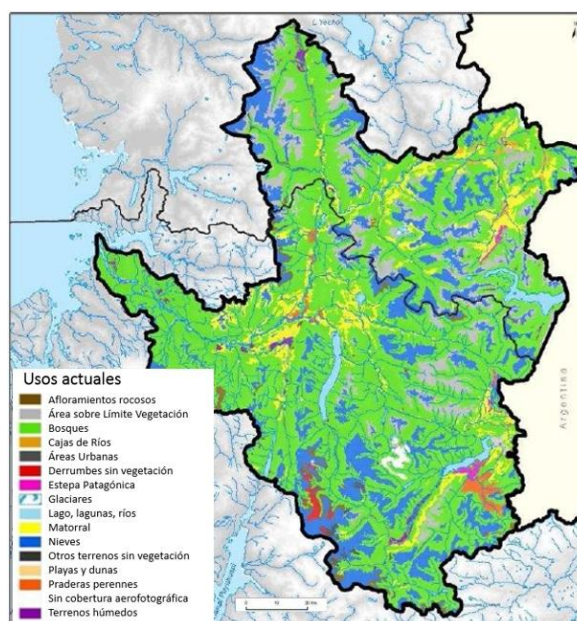 Argentina
Usos actuales
Afloramientos rocosos
Área sobre Límite Vegetación
Bosques
Cajas de Ríos
Áreas Urbanas
Derrumbes sin vegetación
Estepa Patagónica
Glaciares
Lago, lagunas, ríos
Matorral
Nieves
Otros terrenos sin vegetación
Playas y dunas
Praderas perennes
Sin cobertura aerofotográfica
Terrenos húmedos